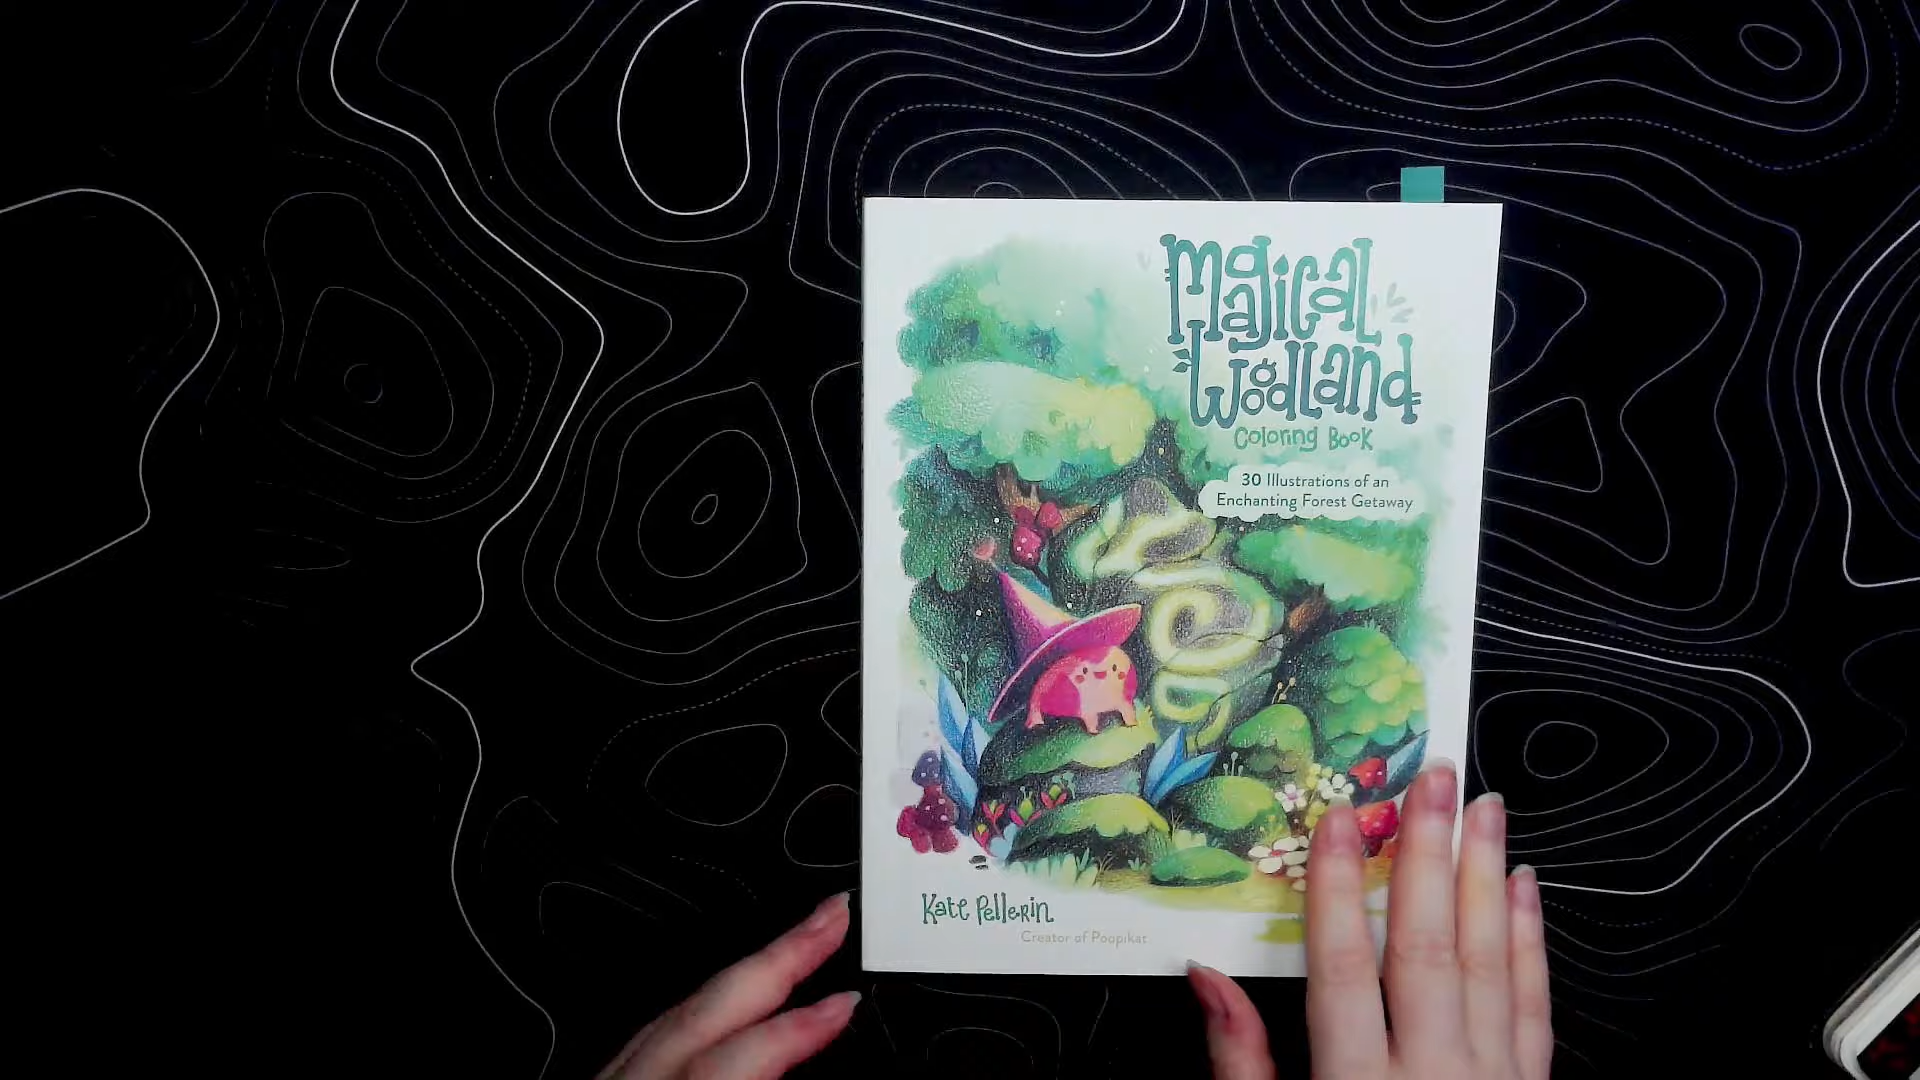 Magical
Woodland
Coloring Book
30 Illustrations of an
Enchanting Forest Getaway
Kate Pellerin
Creator of Poopikat